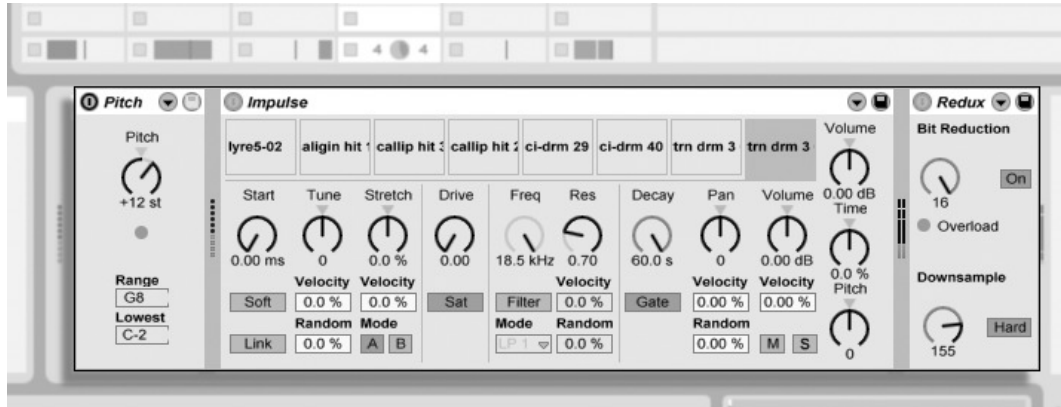 4 4
Pitch
Impulse
Redux
Pitch
+12 st
Range
G8
Lowest
C-2
lyre5-02 aligin hit 1 callip hit 3 callip hit 2 ci-drm 29 ci-drm 40 trn drm 3 trn drm 3
Start Tune Stretch Drive Freq Res Decay Pan Volume
0.00 ms 0 0.0 % 0.00 18.5 kHz 0.70 60.0 s 0.00 dB
Velocity Velocity Velocity Velocity Velocity
Soft 0.0 % 0.0 % Sat Filter 0.0 % Gate 0.00 % 0.00 %
Random Mode Mode Random Random
Link 0.0 % A B LP 1 0.0 % 0.00 % M S
Volume
0.00 dB
Time
0.0 %
Pitch
0
Bit Reduction
On
16
Overload
Downsample
Hard
155